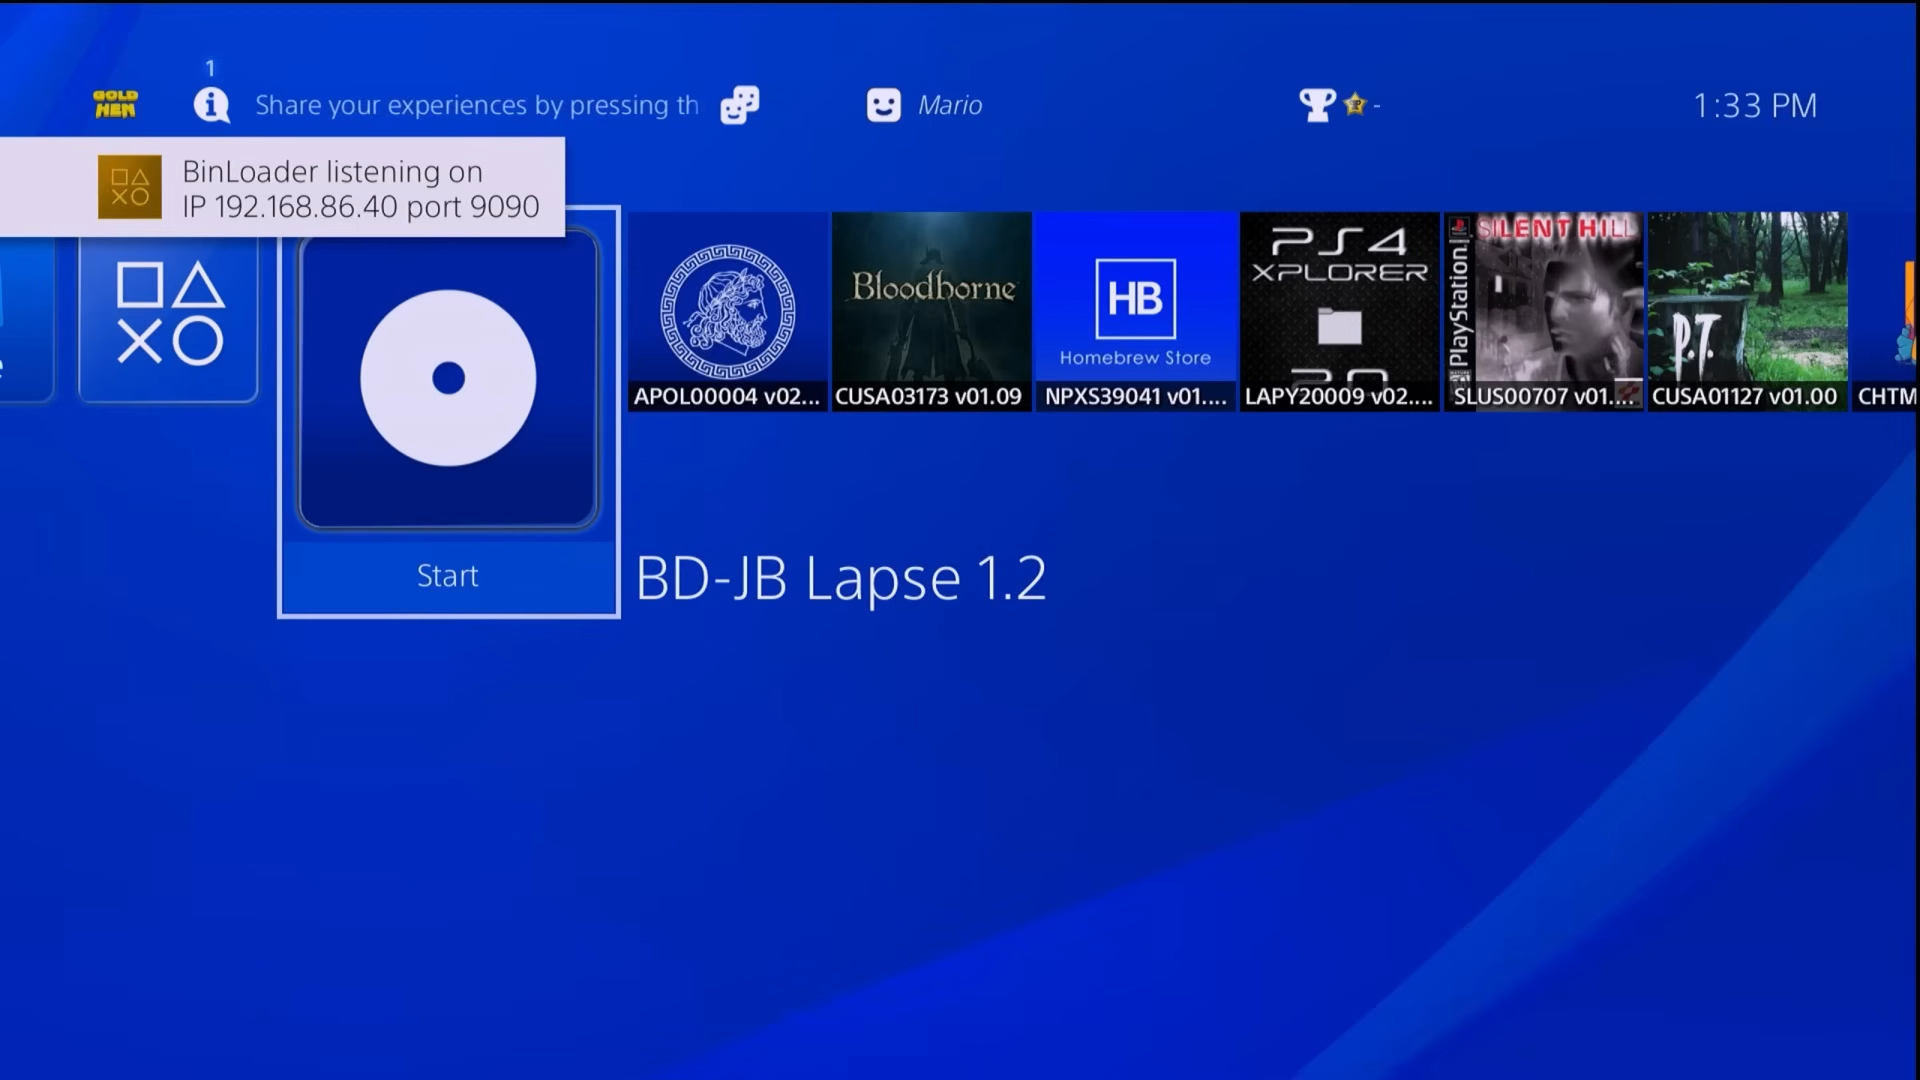 1
GOLD
HEN
Share your experiences by pressing th
Mario
-
1:33 PM
BinLoader listening on
IP 192.168.86.40 port 9090
Bloodborne
HB
Homebrew Store
PS4
XPLORER
2.0
SILENT HILL
PlayStation
P.T.
APOL00004 v02...
CUSA03173 v01.09
NPXS39041 v01....
LAPY20009 v02....
SLUS00707 v01....
CUSA01127 v01.00
CHTM
Start
BD-JB Lapse 1.2